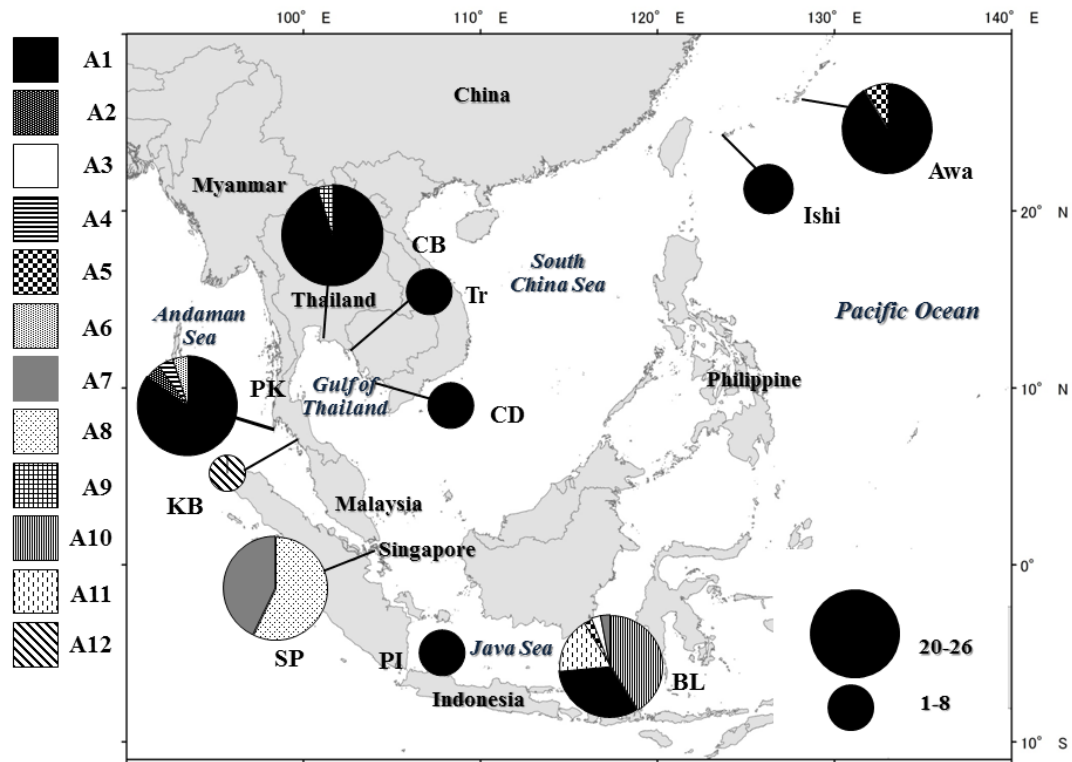 100° E 110° E 120° E 130° E 140° E
A1
A2
A3
A4
A5
A6
A7
A8
A9
A10
A11
A12
China
Myanmar
Awa
Ishi
20° N
CB
South
China Sea
Tr
Thailand
Andaman
Sea
Pacific Ocean
PK
Gulf of
Thailand
Philippine
10° N
CD
KB
Malaysia
Singapore
0°
SP
PI
Java Sea
BL
Indonesia
20-26
1-8
10° S